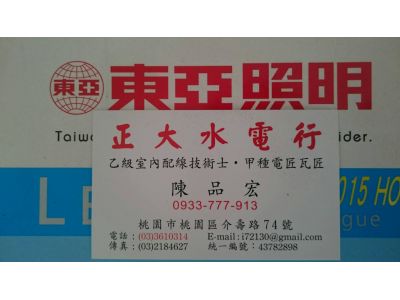 東亞照明
Taiw
ider.
正大水電行
乙級室內配線技術士·甲種電匠瓦匠
陳品宏
0933-777-913
桃園市桃園區介壽路74號
電話:(03)3610314 E-mail:i72130@gmail.com
傳真:(03)2184627 統一編號:43782898
LE
2015 HO
gue